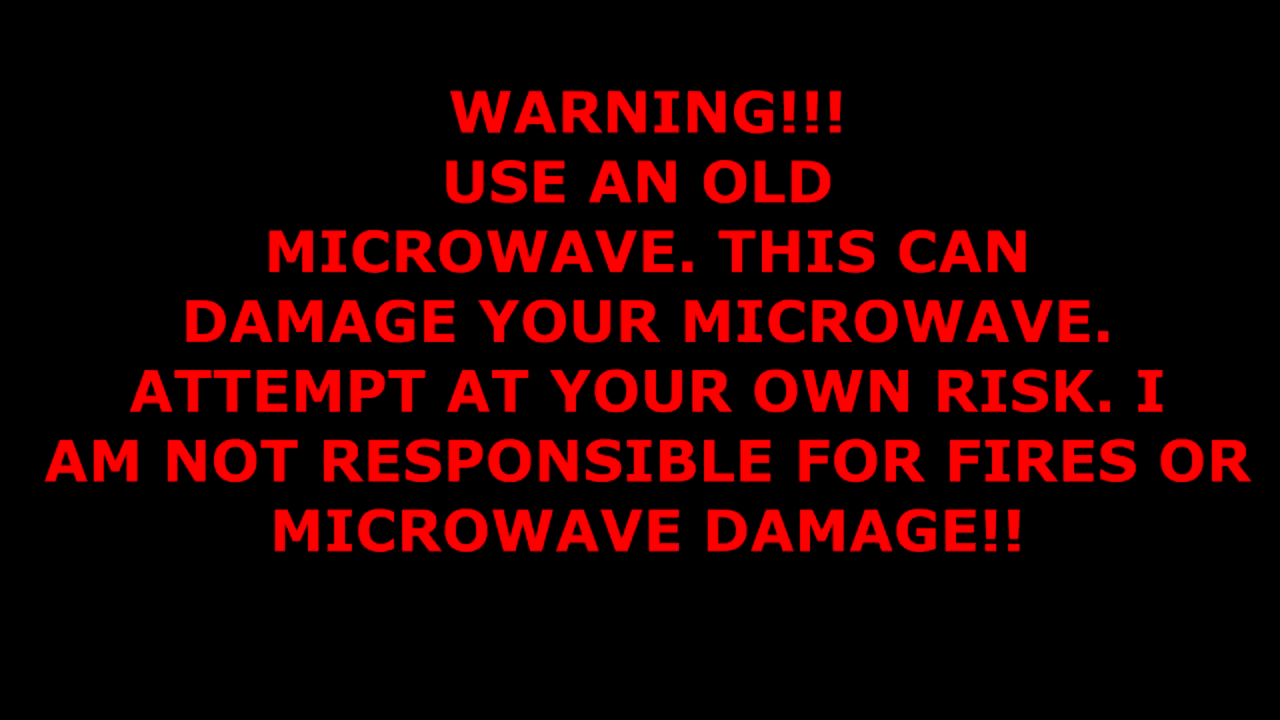 WARNING!!!
USE AN OLD
MICROWAVE. THIS CAN
DAMAGE YOUR MICROWAVE.
ATTEMPT AT YOUR OWN RISK. I
AM NOT RESPONSIBLE FOR FIRES OR
MICROWAVE DAMAGE!!